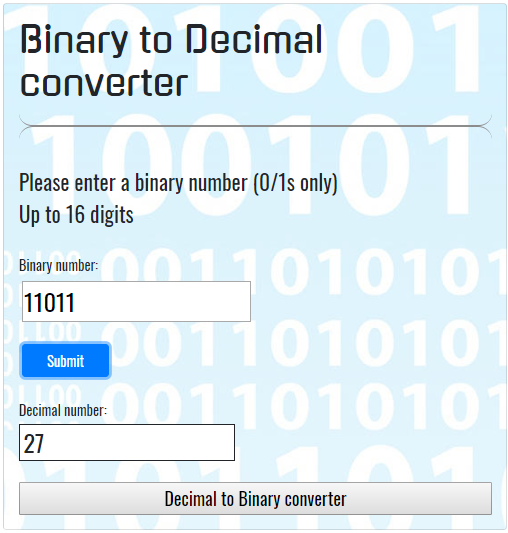 Binary to Decimal
converter
Please enter a binary number (0/1s only)
Up to 16 digits
Binary number:
11011
Submit
Decimal number:
27
Decimal to Binary converter